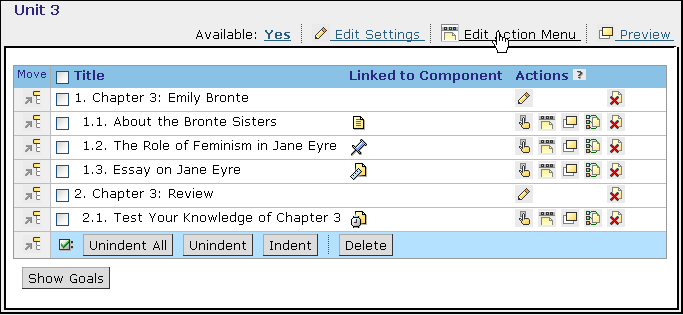 Unit 3
Available: Yes Edit Settings Edit Action Menu Preview
Move Title Linked to Component Actions ?
1. Chapter 3: Emily Bronte
1.1. About the Bronte Sisters
1.2. The Role of Feminism in Jane Eyre
1.3. Essay on Jane Eyre
2. Chapter 3: Review
2.1. Test Your Knowledge of Chapter 3
Unindent All Unindent Indent Delete
Show Goals